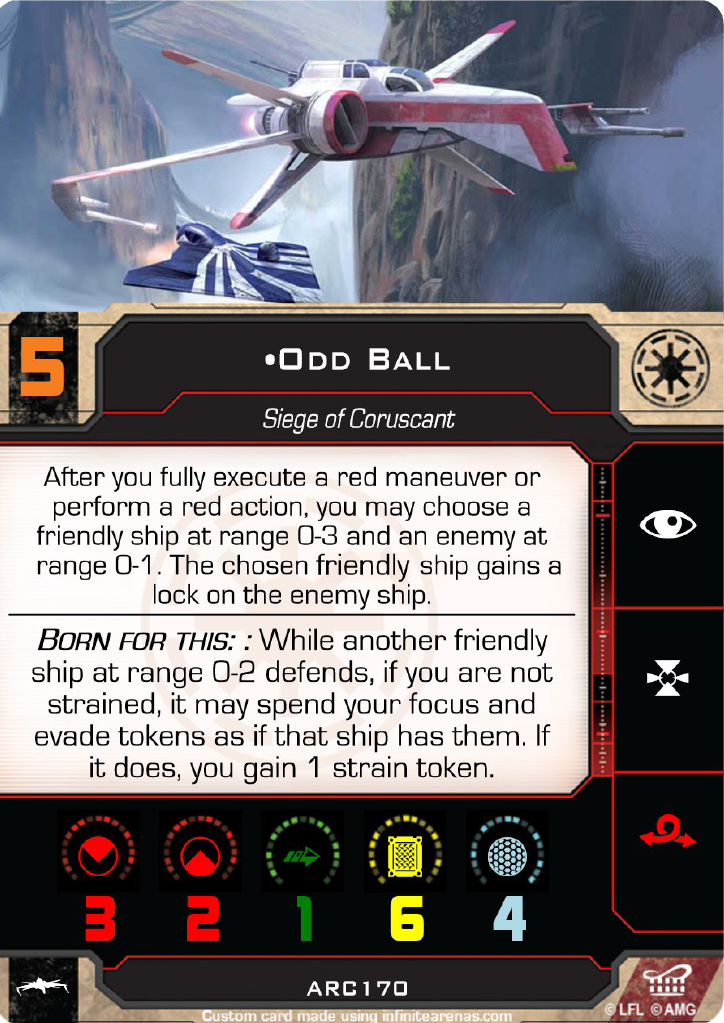 5
•Odd Ball
Siege of Coruscant
After you fully execute a red maneuver or
perform a red action, you may choose a
friendly ship at range 0-3 and an enemy at
range 0-1. The chosen friendly ship gains a
lock on the enemy ship.
Born for this: : While another friendly
ship at range 0-2 defends, if you are not
strained, it may spend your focus and
evade tokens as if that ship has them. If
it does, you gain 1 strain token.
3 2 1 6 4
ARC170
© LFL © AMG
Custom card made using infinitearenas.com